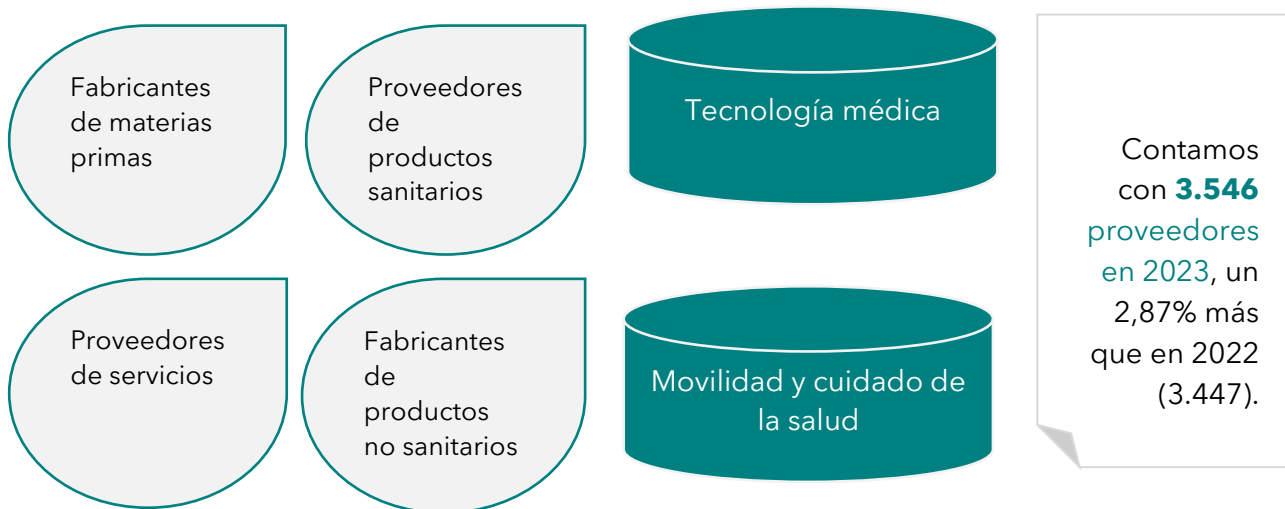 Fabricantes
de materias
primas
Proveedores
de
productos
sanitarios
Tecnología médica
Proveedores
de servicios
Fabricantes
de
productos
no sanitarios
Movilidad y cuidado de
la salud
Contamos
con 3.546
proveedores
en 2023, un
2,87% más
que en 2022
(3.447).